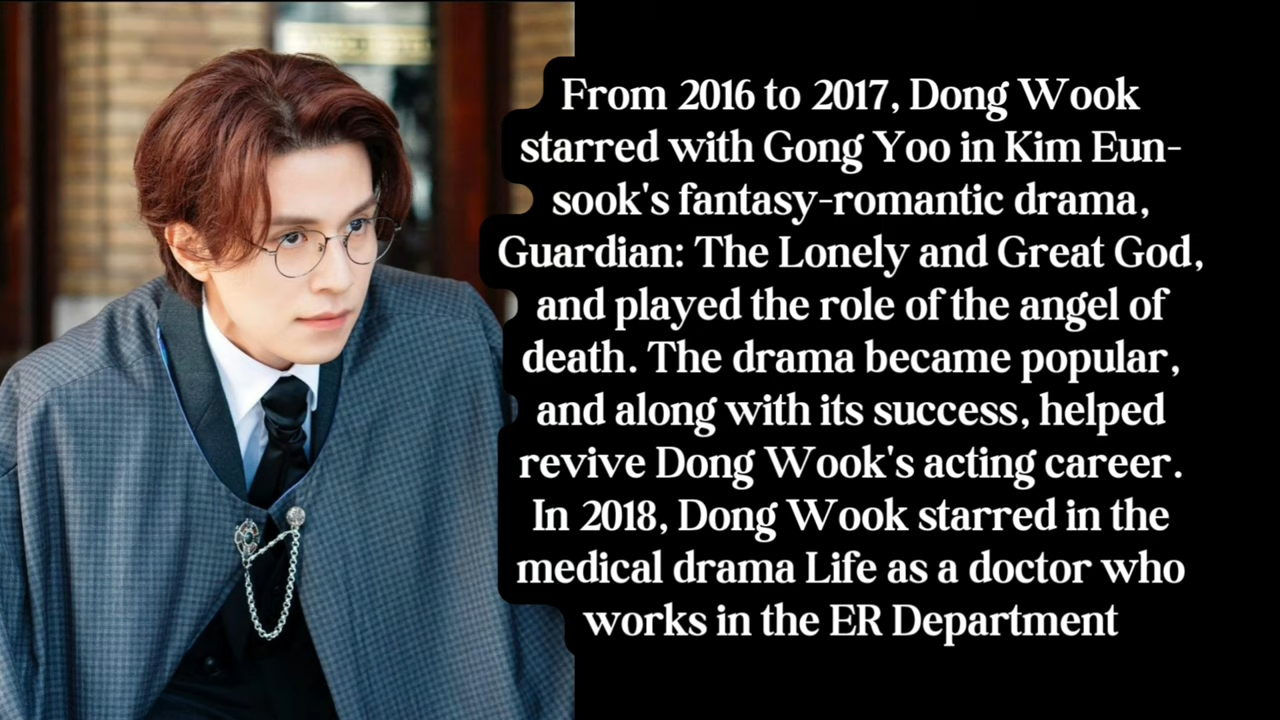 From 2016 to 2017, Dong Wook
starred with Gong Yoo in Kim Eun-
sook's fantasy-romantic drama,
Guardian: The Lonely and Great God,
and played the role of the angel of
death. The drama became popular,
and along with its success, helped
revive Dong Wook's acting career.
In 2018, Dong Wook starred in the
medical drama Life as a doctor who
works in the ER Department